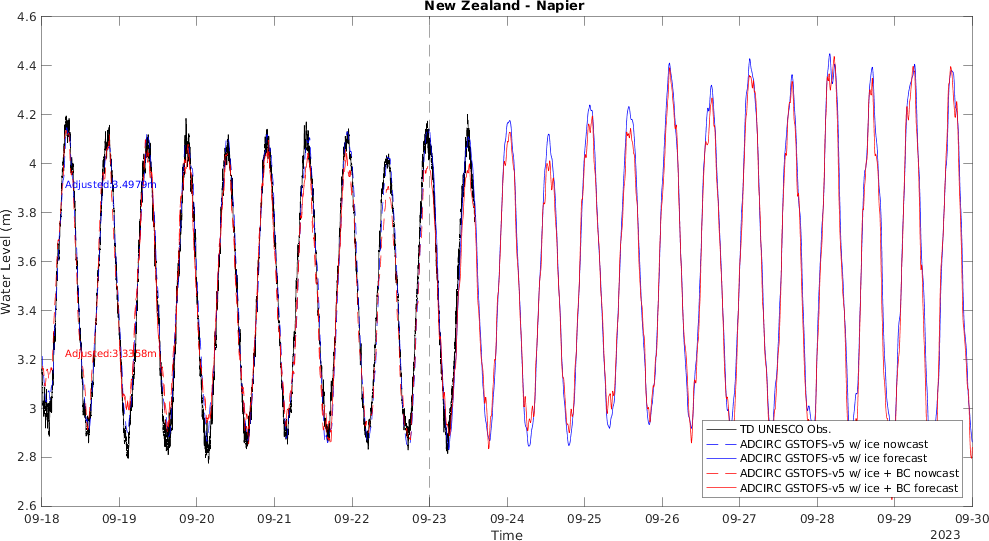 New Zealand - Napier
4.6
4.4
4.2
4
3.8
3.6
3.4
3.2
3
2.8
2.6
Water Level (m)
Adjusted:3.4979m
Adjusted:3.3358m
TD UNESCO Obs.
ADCIRC GSTOFS-v5 w/ ice nowcast
ADCIRC GSTOFS-v5 w/ ice forecast
ADCIRC GSTOFS-v5 w/ ice + BC nowcast
ADCIRC GSTOFS-v5 w/ ice + BC forecast
09-18 09-19 09-20 09-21 09-22 09-23 09-24 09-25 09-26 09-27 09-28 09-29 09-30
Time
2023